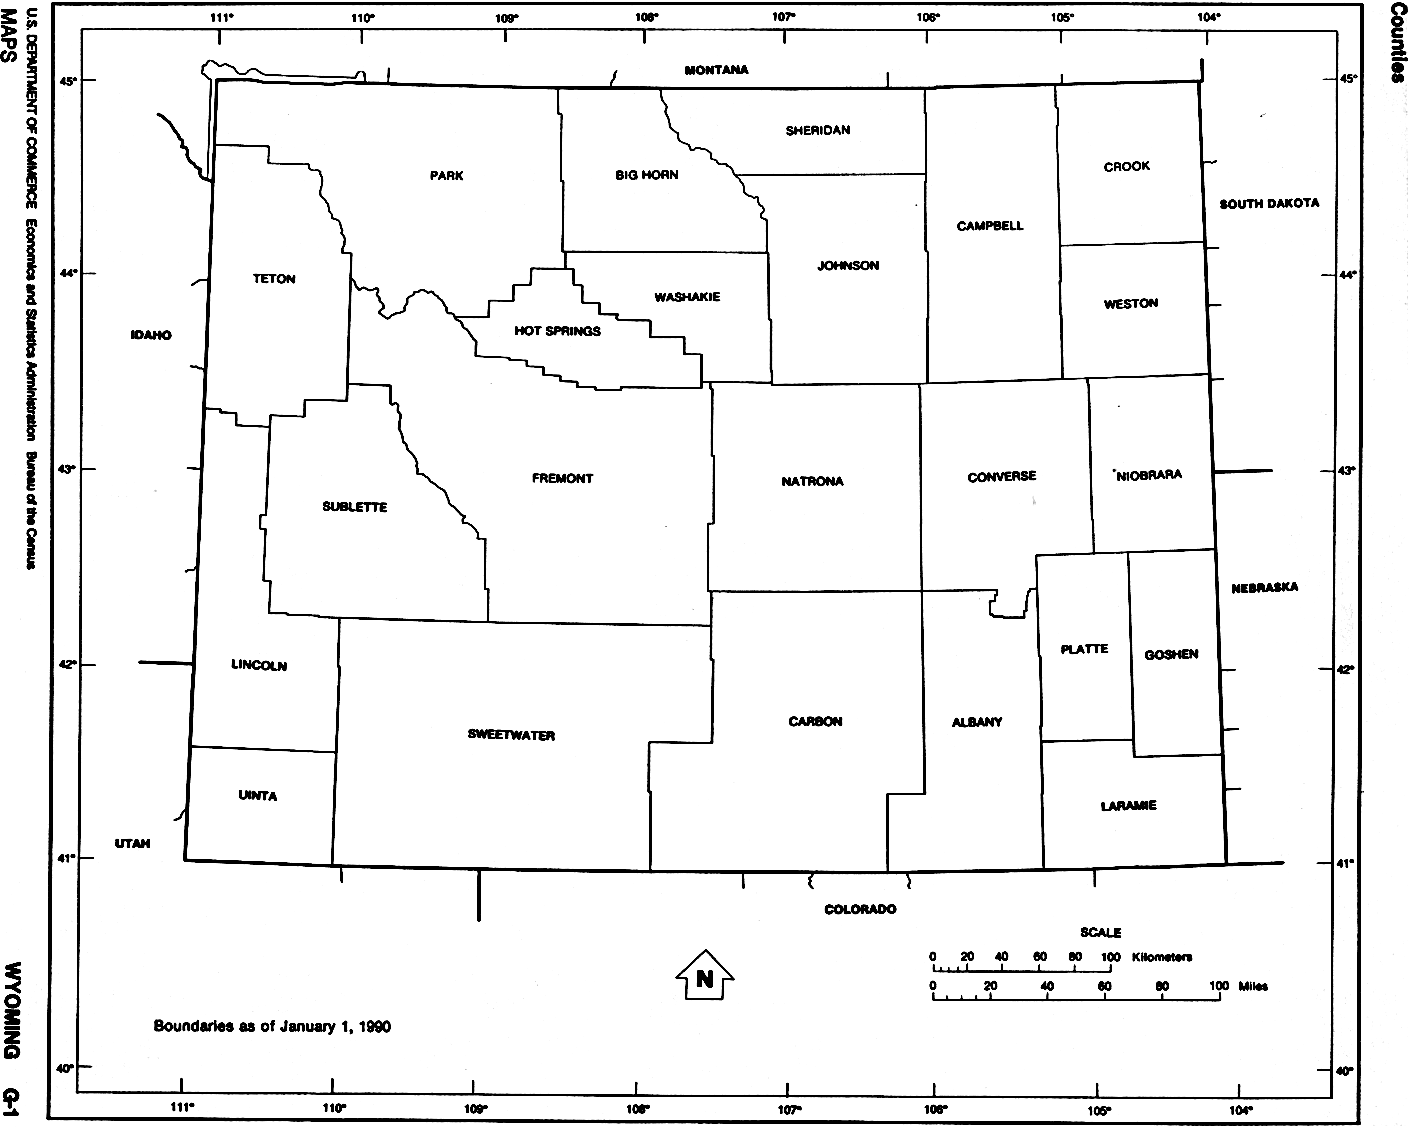 Counties
U.S. DEPARTMENT OF COMMERCE Economics and Statistics Administration Bureau of the Census
MAPS
WYOMING G-1
111° 110° 109° 108° 107° 106° 105° 104°
45° 45°
MONTANA
SHERIDAN
CROOK
PARK
BIG HORN
SOUTH DAKOTA
CAMPBELL
JOHNSON
44° 44°
TETON
WASHAKIE
WESTON
HOT SPRINGS
IDAHO
43° 43°
FREMONT
NATRONA
CONVERSE
NIOBRARA
SUBLETTE
NEBRASKA
PLATTE
GOSHEN
42° 42°
LINCOLN
CARBON
ALBANY
SWEETWATER
UINTA
LARAMIE
UTAH
41° 41°
COLORADO
SCALE
0 20 40 60 80 100 Kilometers
0 20 40 60 80 100 Miles
N
Boundaries as of January 1, 1990
40° 40°
111° 110° 109° 108° 107° 106° 105° 104°